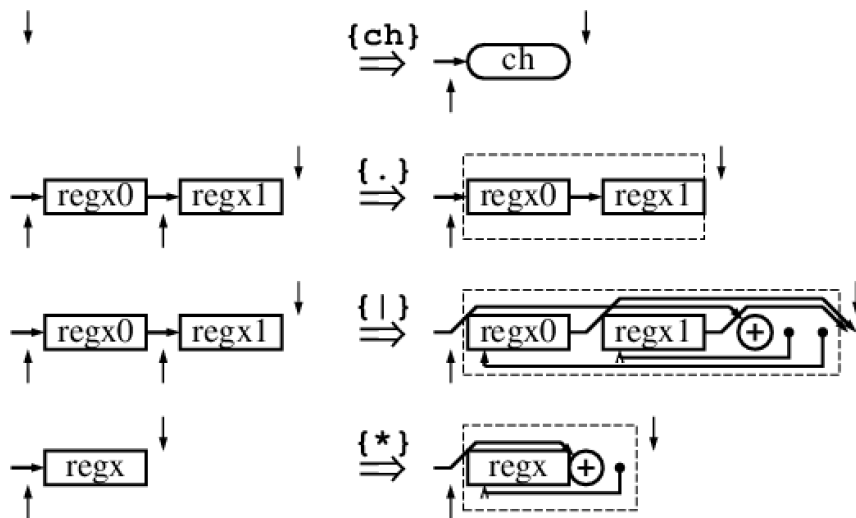 {ch}
ch
{.}
regx0 regx1 regx0 regx1
{|}
regx0 regx1 regx0 regx1 +
{*}
regx regx +